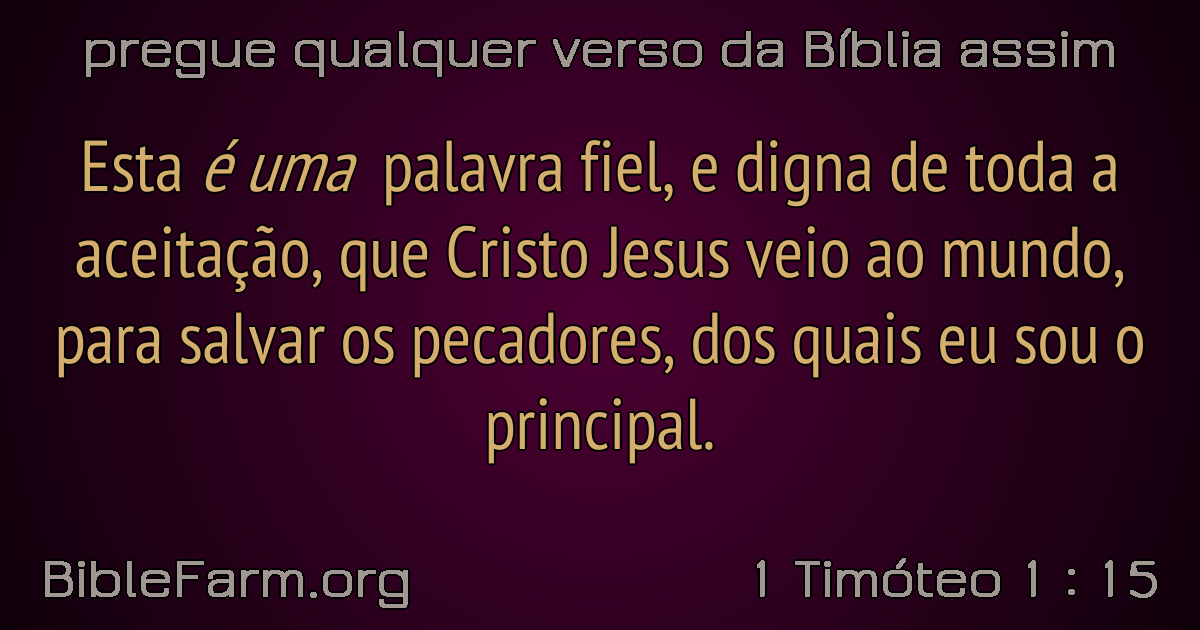 pregue qualquer verso da Bíblia assim
Esta é uma palavra fiel, e digna de toda a
aceitação, que Cristo Jesus veio ao mundo,
para salvar os pecadores, dos quais eu sou o
principal.
BibleFarm.org
1 Timóteo 1 : 15